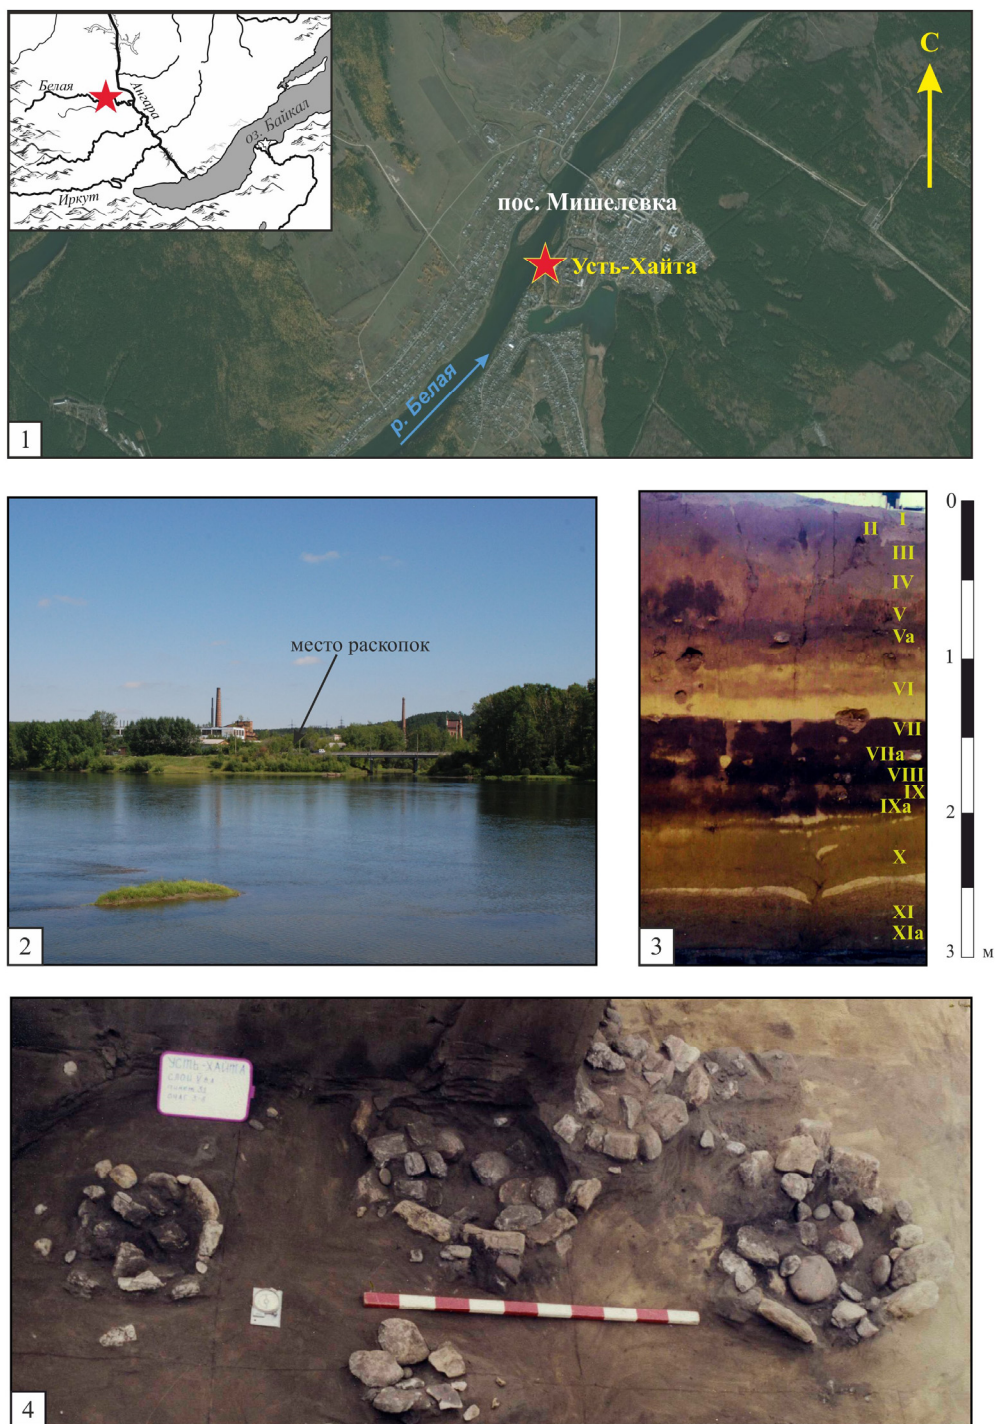 Белая
Ангара
оз. Байкал
Иркут
С
пос. Мишелевка
Усть-Хайта
р. Белая
1
место раскопок
2
I
II
III
IV
V
Va
VI
VII
VIIa
VIII
IX
IXa
X
XI
XIa
3
0
1
2
3 м
УСТЬ-ХАЙТА
СЛОЙ
4